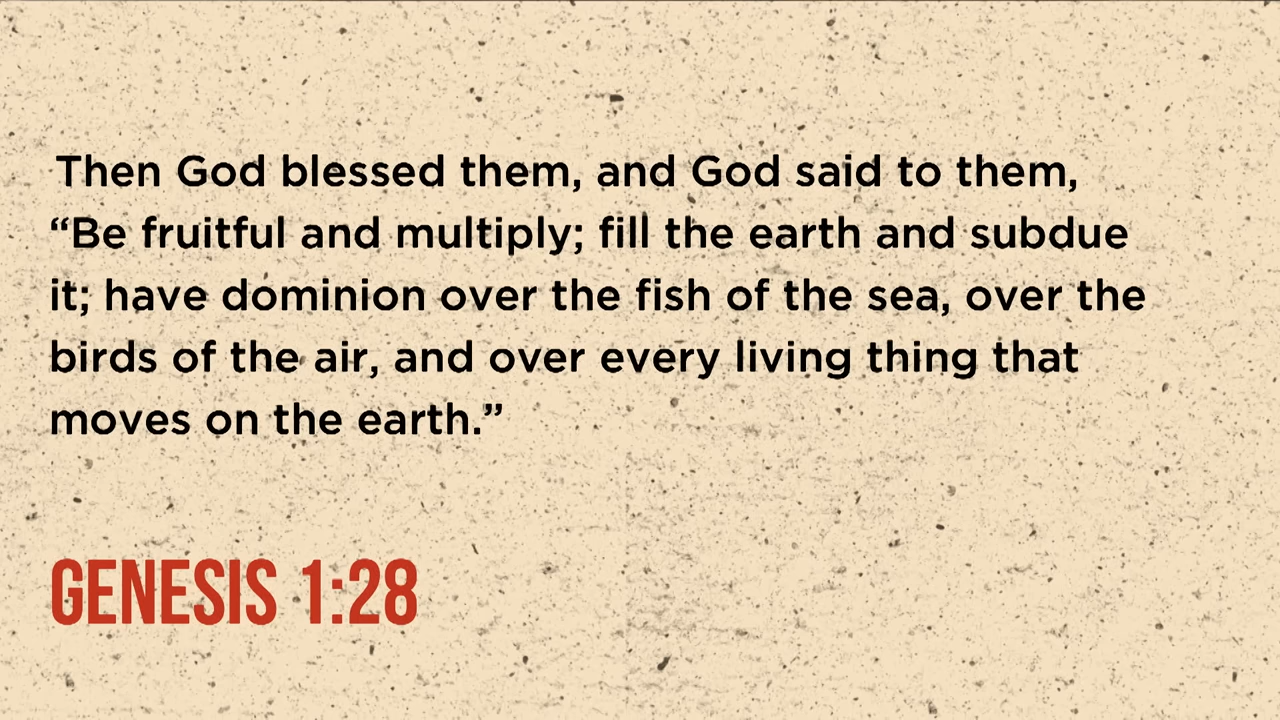 Then God blessed them, and God said to them,
“Be fruitful and multiply; fill the earth and subdue
it; have dominion over the fish of the sea, over the
birds of the air, and over every living thing that
moves on the earth.”
GENESIS 1:28